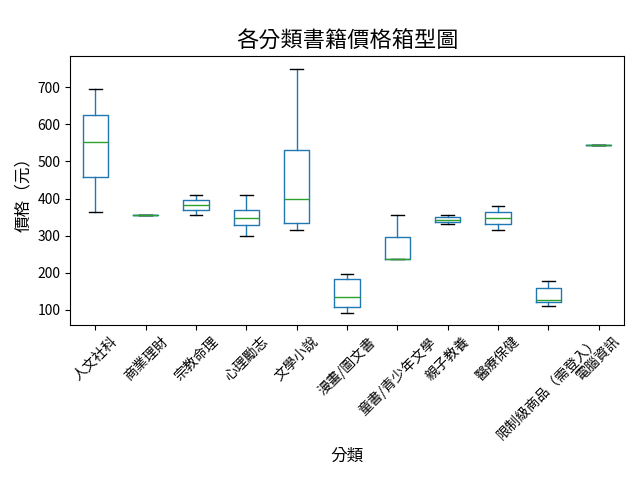 各分類書籍價格箱型圖
價格（元）
700
600
500
400
300
200
100
人文社科
商業理財
宗教命理
心理勵志
文學小說
漫畫/圖文書
童書/青少年文學
親子教養
醫療保健
限制級商品（需登入）
電腦資訊
分類